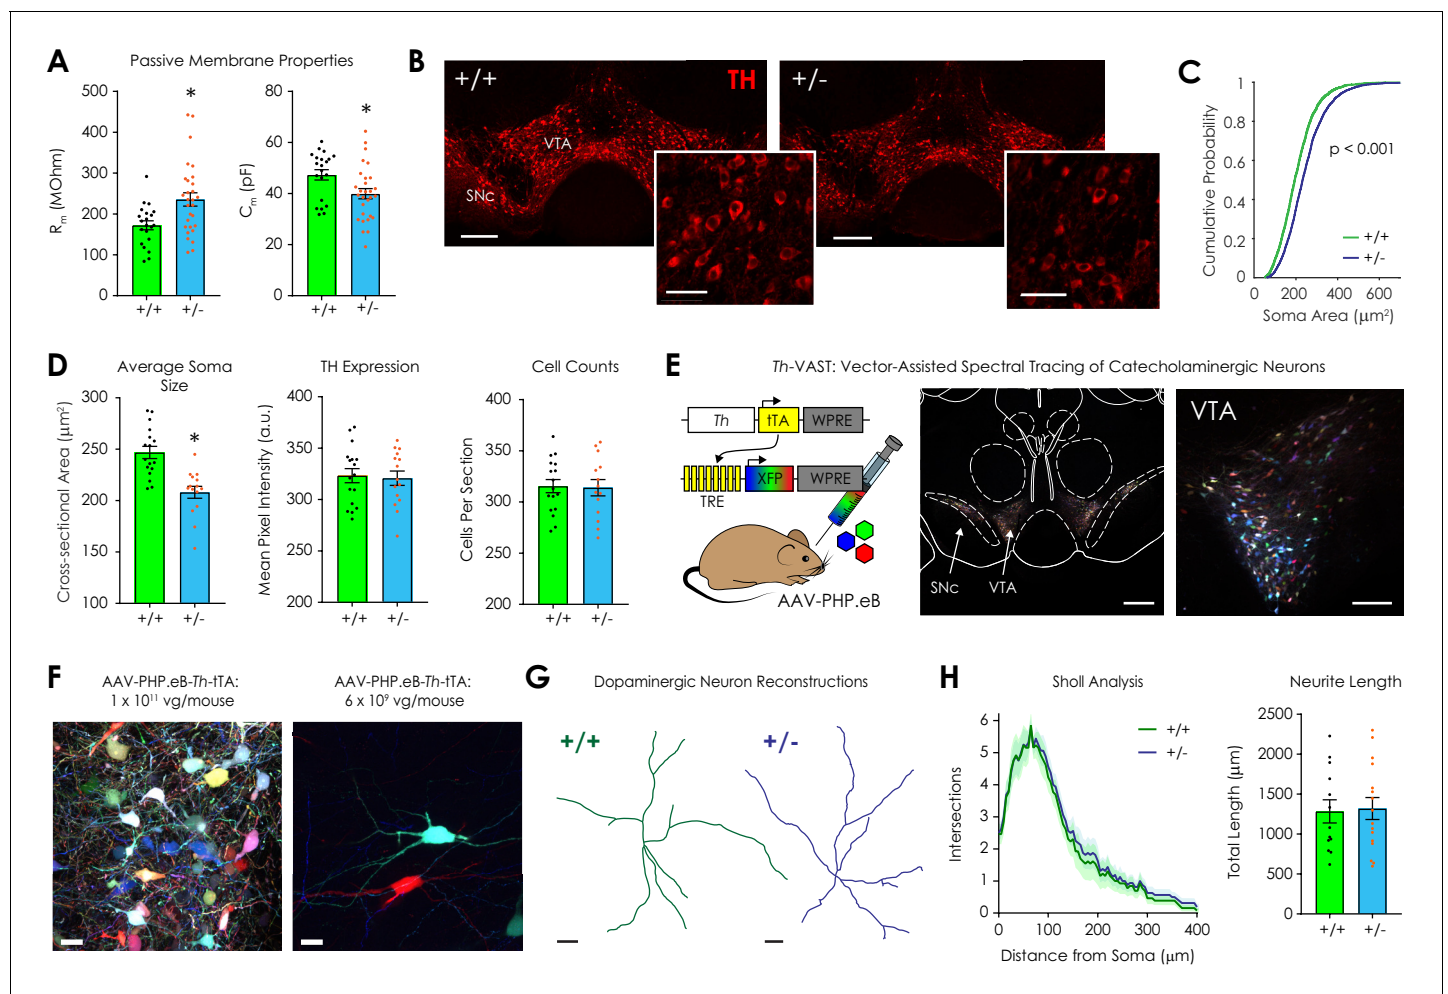 A
Passive Membrane Properties
Rm (MOhm)
500
400
300
200
100
0
*
+/+
+/-
Cm (pF)
80
60
40
20
0
*
+/+
+/-
B
+/+
TH
VTA
SNc
+/-
C
Cumulative Probability
1
0.8
0.6
0.4
0.2
0
p < 0.001
+/+
+/-
0
200
400
600
Soma Area (μm²)
D
Average Soma
Size
Cross-sectional Area (μm²)
300
250
200
150
100
*
+/+
+/-
TH Expression
Mean Pixel Intensity (a.u.)
400
350
300
250
200
+/+
+/-
Cell Counts
Cells Per Section
400
350
300
250
200
+/+
+/-
E
Th-VAST: Vector-Assisted Spectral Tracing of Catecholaminergic Neurons
Th
tTA
WPRE
XFP
WPRE
TRE
AAV-PHP.eB
SNc
VTA
VTA
F
AAV-PHP.eB-Th-tTA:
1 x 10¹¹ vg/mouse
AAV-PHP.eB-Th-tTA:
6 x 10⁹ vg/mouse
G
Dopaminergic Neuron Reconstructions
+/+
+/-
H
Sholl Analysis
Intersections
6
5
4
3
2
1
0
+/+
+/-
0
100
200
300
400
Distance from Soma (μm)
Neurite Length
Total Length (μm)
2500
2000
1500
1000
500
0
+/+
+/-